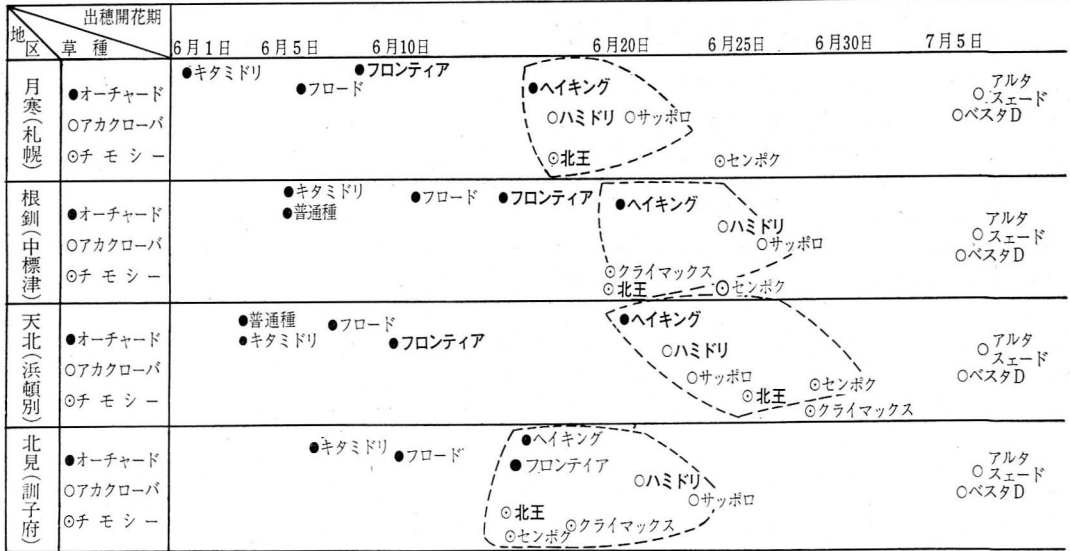 出穂開花期
地区 草種
6月1日 6月5日 6月10日 6月20日 6月25日 6月30日 7月5日
月寒(札幌)
●オーチャード
○アカクローバ
⊙チモシー
●キタミドリ ●フロンティア
●フロード
●ヘイキング
○ハミドリ ○サッポロ
⊙北王 ⊙センポク
アルタ
○スェード
○ベスタD
根釧(中標津)
●オーチャード
○アカクローバ
⊙チモシー
●キタミドリ ●フロード ●フロンティア
●普通種
●ヘイキング
○ハミドリ
○サッポロ
⊙クライマックス
⊙北王 ⊙センポク
アルタ
○スェード
○ベスタD
天北(浜頓別)
●オーチャード
○アカクローバ
⊙チモシー
●普通種 ●フロード
●キタミドリ ●フロンティア
●ヘイキング
○ハミドリ
○サッポロ
⊙北王 ⊙センポク
⊙クライマックス
アルタ
○スェード
○ベスタD
北見(訓子府)
●オーチャード
○アカクローバ
⊙チモシー
●キタミドリ ●フロード
●ヘイキング
●フロンティア
○ハミドリ
○サッポロ
⊙北王
⊙センポク ⊙クライマックス
アルタ
○スェード
○ベスタD